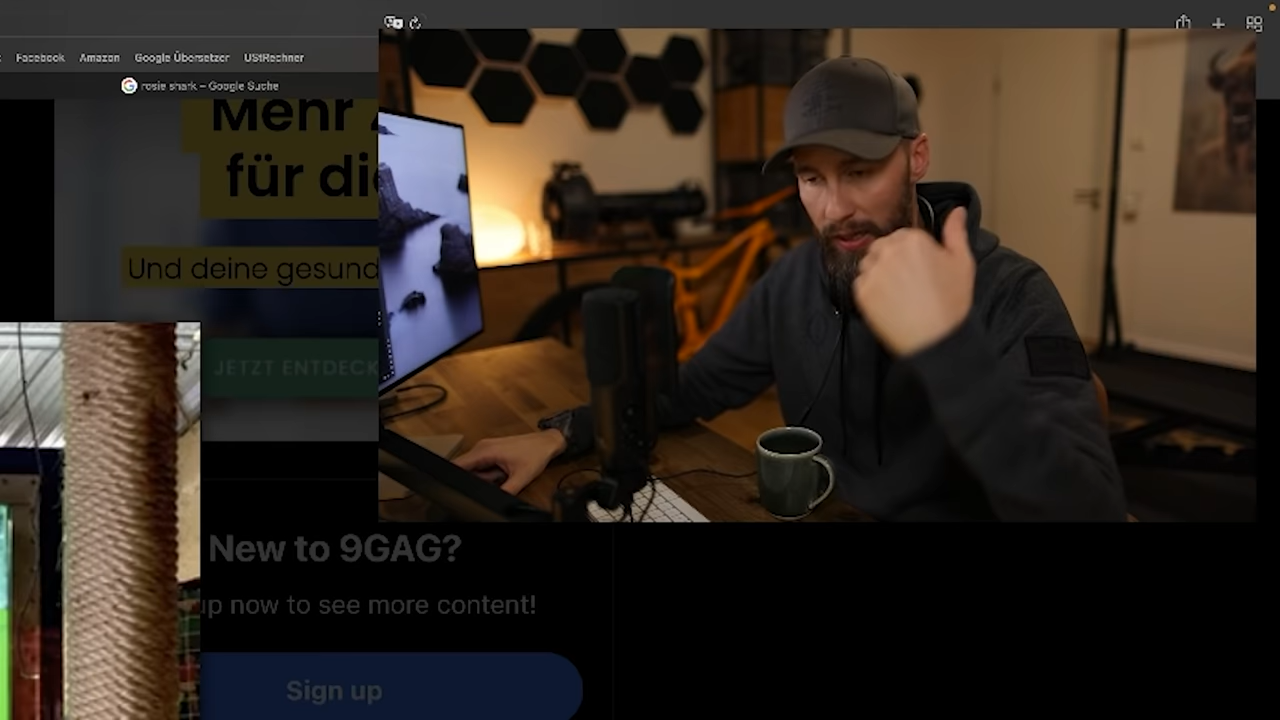 Facebook Amazon Google Übersetzer UStRechner
rosie shark – Google Suche
Mehr
für die
Und deine gesund
JETZT ENTDECK
New to 9GAG?
up now to see more content!
Sign up